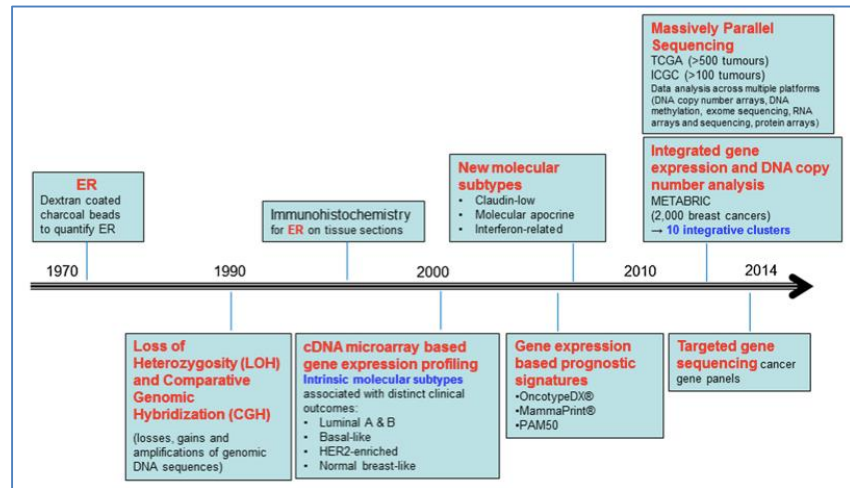 Massively Parallel
Sequencing
TCGA (>500 tumours)
ICGC (>100 tumours)
Data analysis across multiple platforms
(DNA copy number arrays, DNA
methylation, exome sequencing, RNA
arrays and sequencing, protein arrays)
ER
Dextran coated
charcoal beads
to quantify ER
Immunohistochemistry
for ER on tissue sections
New molecular
subtypes
• Claudin-low
• Molecular apocrine
• Interferon-related
Integrated gene
expression and DNA copy
number analysis
METABRIC
(2,000 breast cancers)
→ 10 integrative clusters
1970 1990 2000 2010 2014
Loss of
Heterozygosity (LOH)
and Comparative
Genomic
Hybridization (CGH)
(losses, gains and
amplifications of genomic
DNA sequences)
cDNA microarray based
gene expression profiling
Intrinsic molecular subtypes
associated with distinct clinical
outcomes:
• Luminal A & B
• Basal-like
• HER2-enriched
• Normal breast-like
Gene expression
based prognostic
signatures
•OncotypeDX®
•MammaPrint®
•PAM50
Targeted gene
sequencing cancer
gene panels